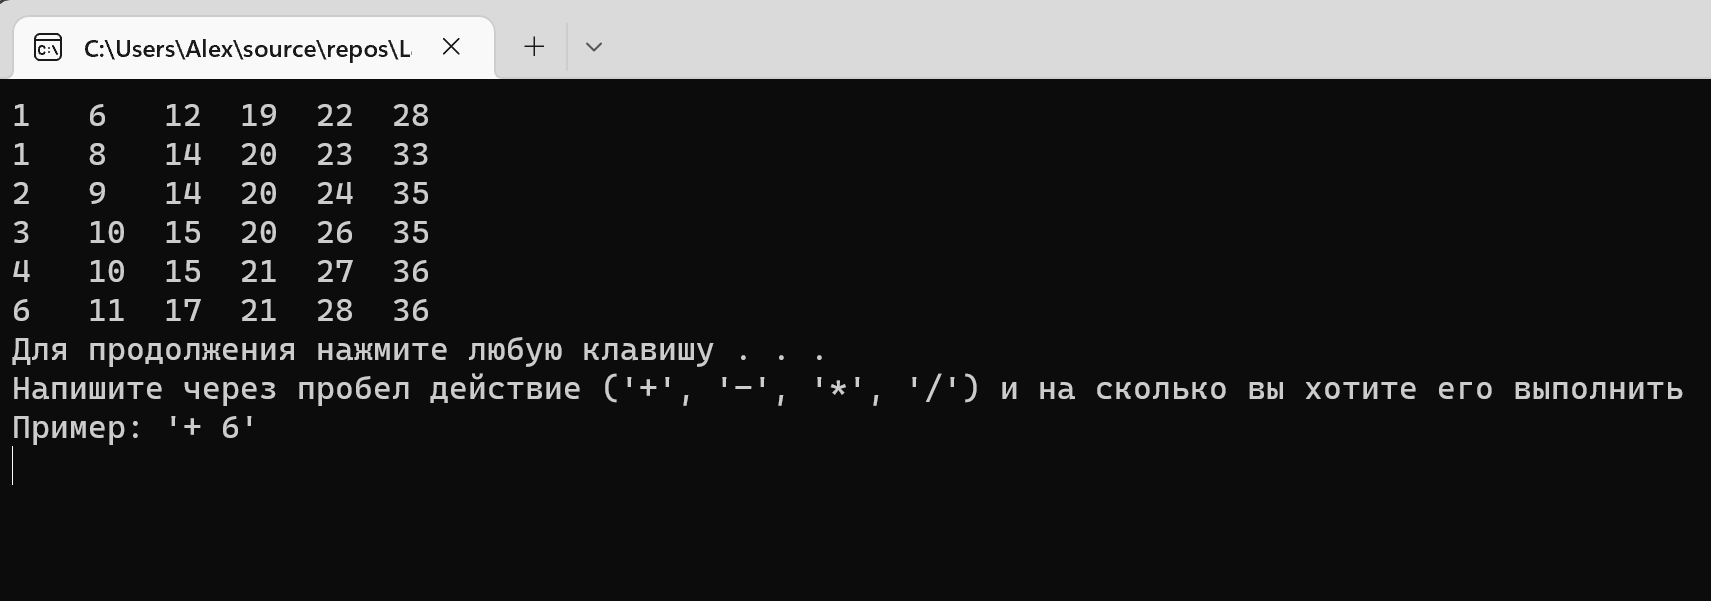 C:\Users\Alex\source\repos\L
1 6 12 19 22 28
1 8 14 20 23 33
2 9 14 20 24 35
3 10 15 20 26 35
4 10 15 21 27 36
6 11 17 21 28 36
Для продолжения нажмите любую клавишу . . .
Напишите через пробел действие ('+', '-', '*', '/') и на сколько вы хотите его выполнить
Пример: '+ 6'